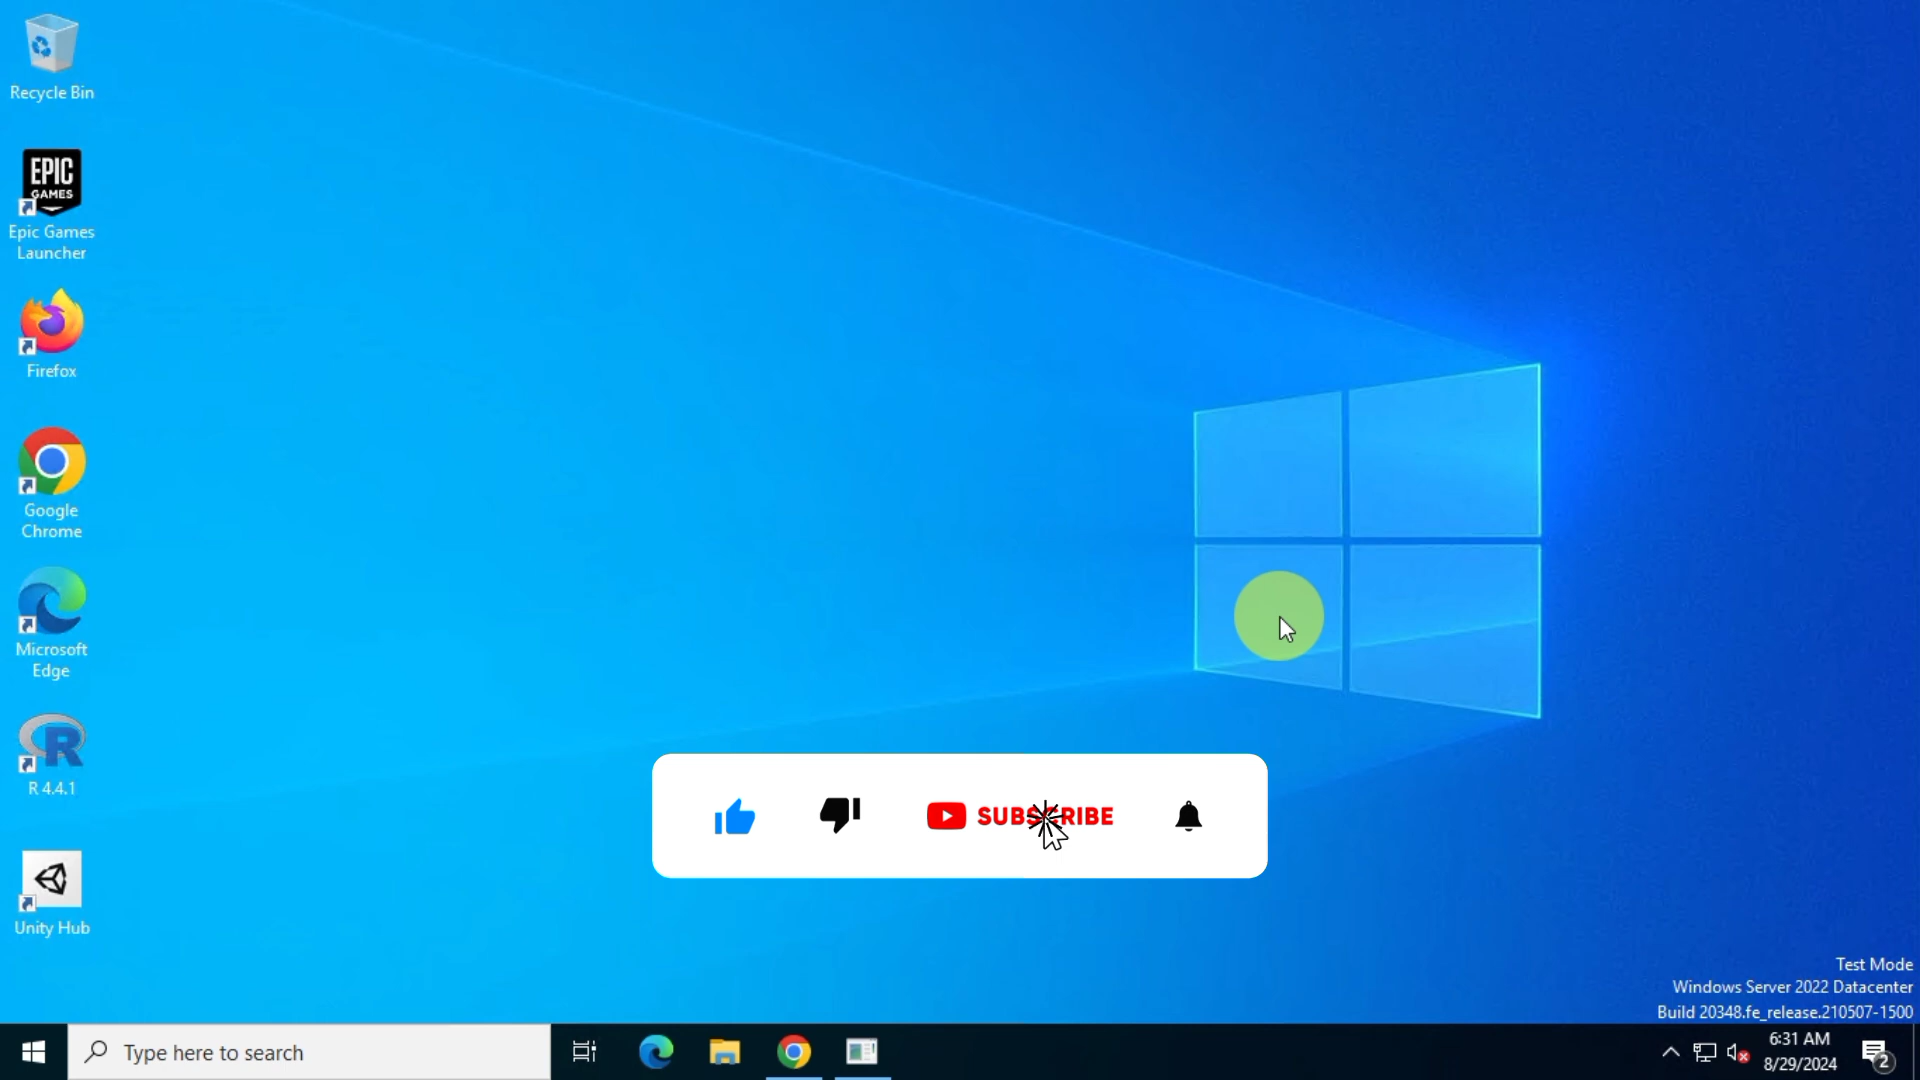 Recycle Bin
EPIC
GAMES
Epic Games
Launcher
Firefox
Google
Chrome
Microsoft
Edge
R
R 4.4.1
Unity Hub
SUBSCRIBE
Test Mode
Windows Server 2022 Datacenter
Build 20348.fe_release.210507-1500
Type here to search
6:31 AM
8/29/2024
2